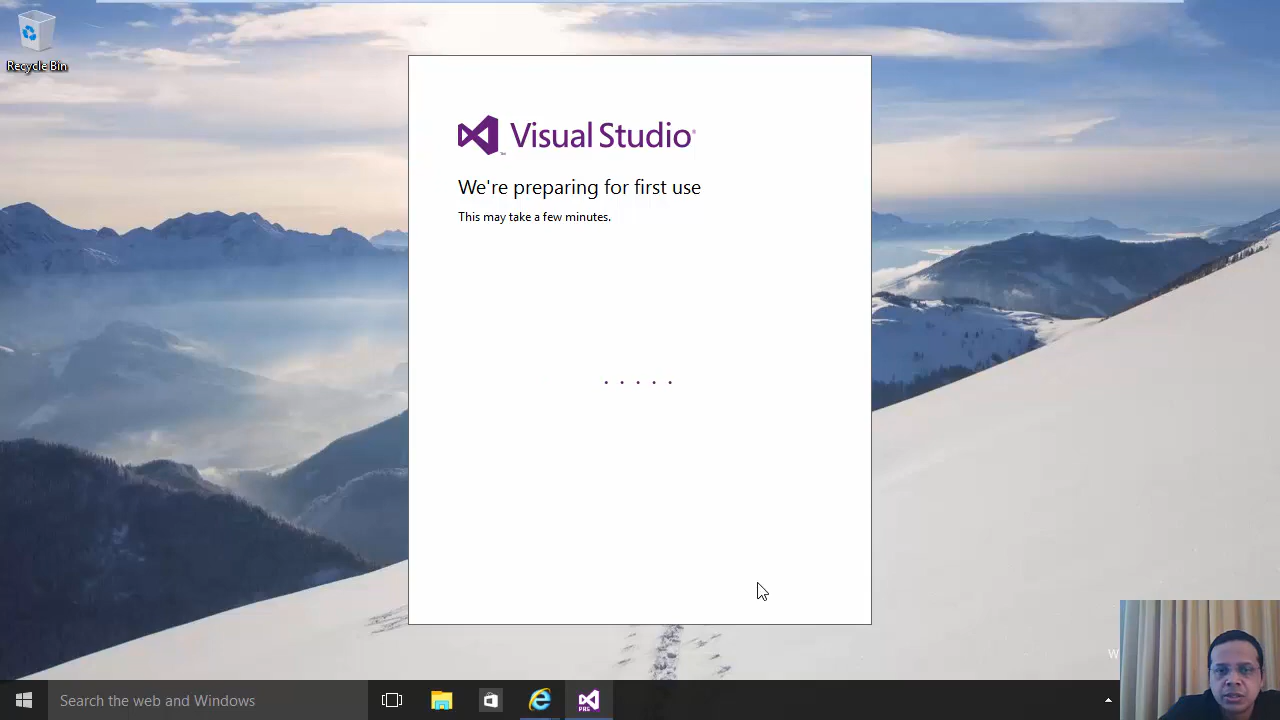 Recycle Bin
Visual Studio
We're preparing for first use
This may take a few minutes.
W
Search the web and Windows
PRE